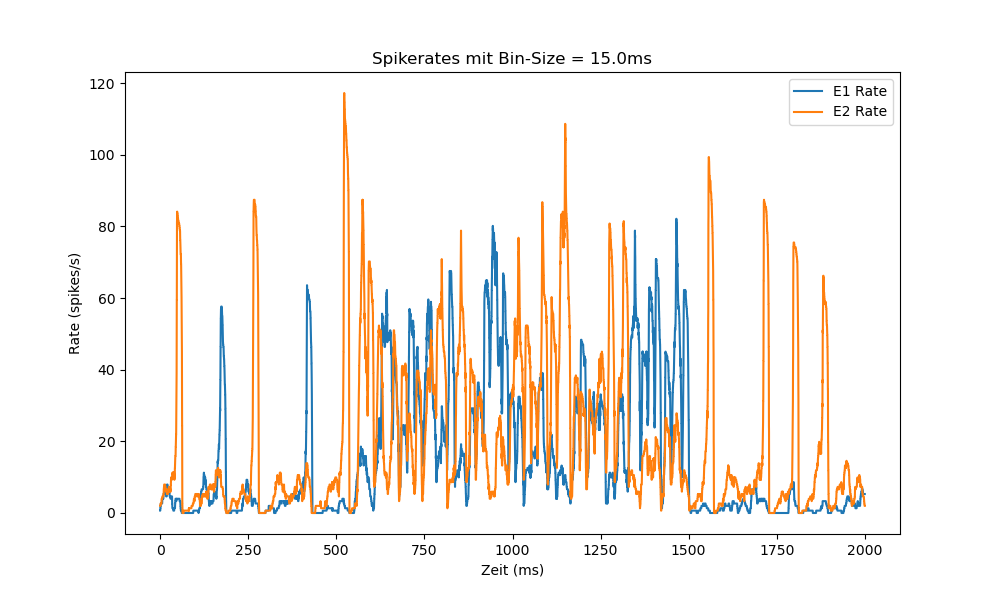 Spikerates mit Bin-Size = 15.0ms
E1 Rate
E2 Rate
120
100
80
60
40
20
0
Rate (spikes/s)
0 250 500 750 1000 1250 1500 1750 2000
Zeit (ms)